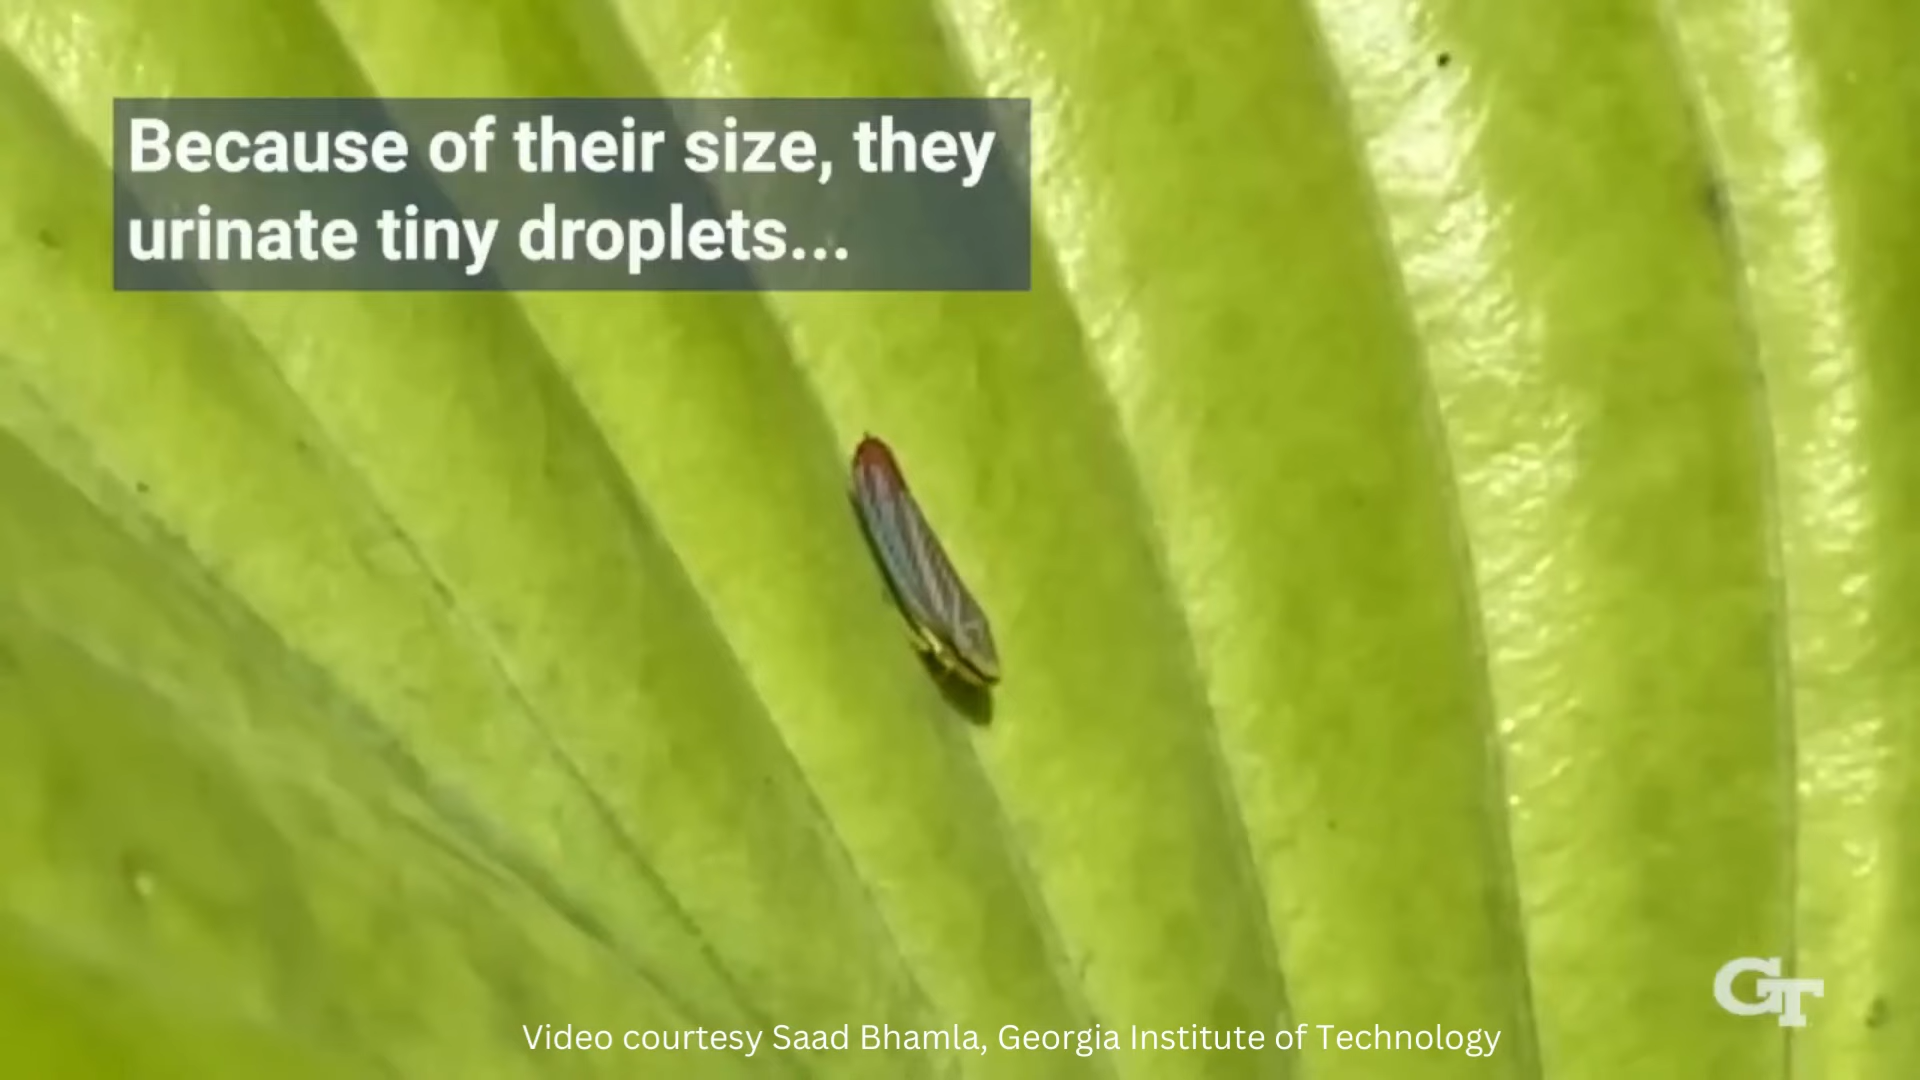 Because of their size, they
urinate tiny droplets...
GT
Video courtesy Saad Bhamla, Georgia Institute of Technology